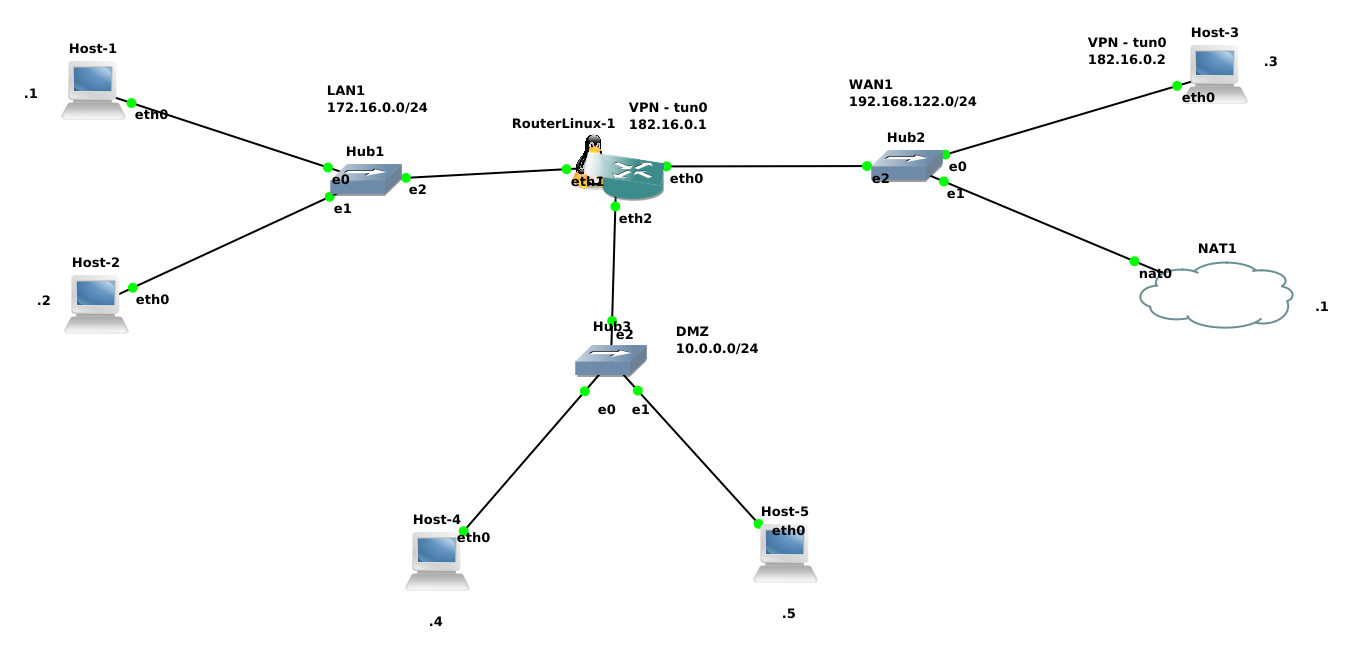 Host-1
.1
eth0
LAN1
172.16.0.0/24
Hub1
e0
e1
e2
Host-2
.2
eth0
RouterLinux-1
VPN - tun0
182.16.0.1
eth1
eth0
eth2
WAN1
192.168.122.0/24
Hub2
e2
e0
e1
VPN - tun0
182.16.0.2
Host-3
.3
eth0
NAT1
nat0
.1
Hub3
e2
DMZ
10.0.0.0/24
e0
e1
Host-4
eth0
.4
Host-5
eth0
.5